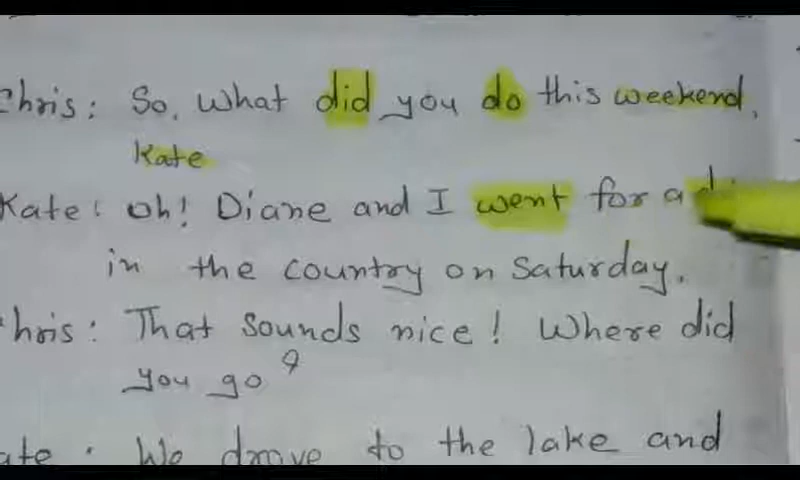 Chris: So, what did you do this weekend,
Kate
Kate: oh! Diane and I went for a
in the country on Saturday.
Chris: That sounds nice! Where did
you go?
Kate: We drove to the lake and